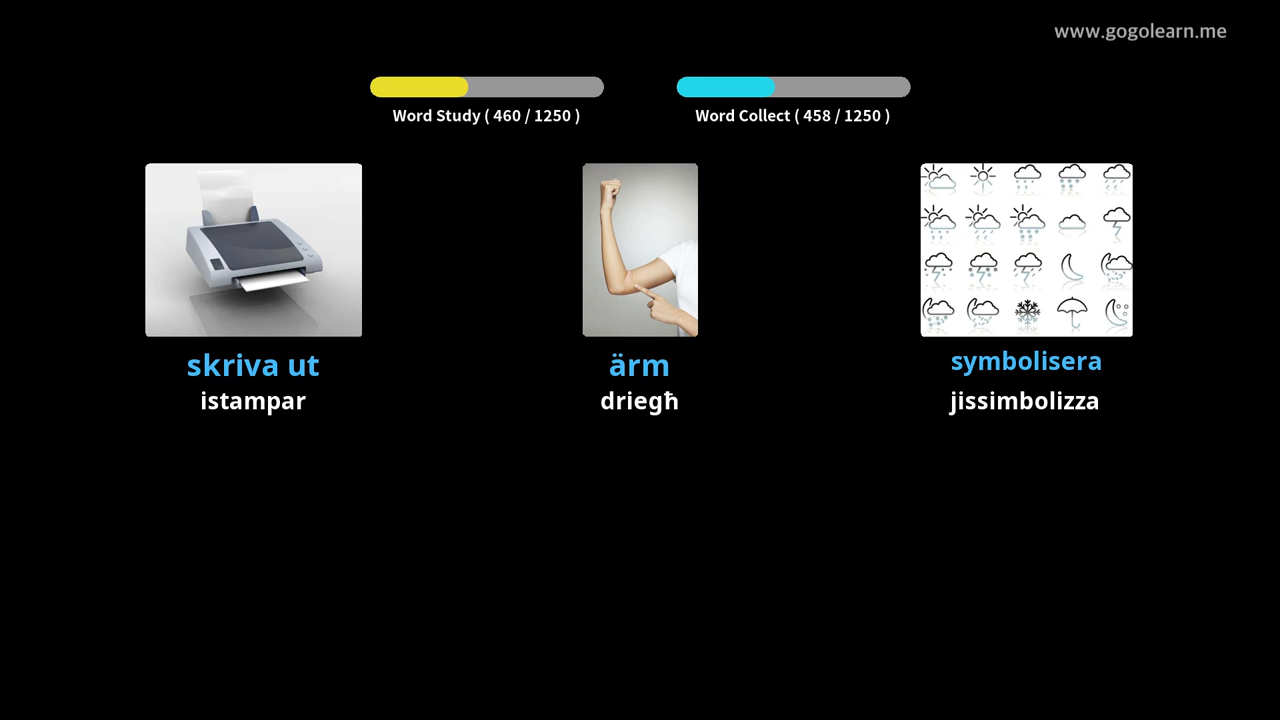 www.gogolearn.me
Word Study ( 460 / 1250 )
Word Collect ( 458 / 1250 )
skriva ut
istampar
ärm
driegħ
symbolisera
jissimbolizza